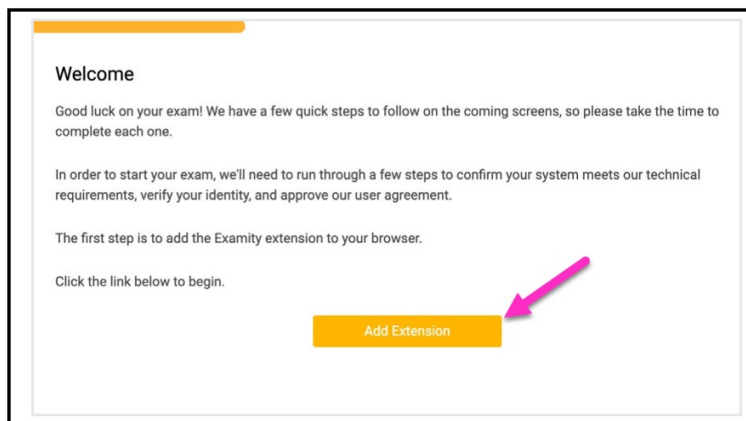 Welcome
Good luck on your exam! We have a few quick steps to follow on the coming screens, so please take the time to
complete each one.
In order to start your exam, we'll need to run through a few steps to confirm your system meets our technical
requirements, verify your identity, and approve our user agreement.
The first step is to add the Examity extension to your browser.
Click the link below to begin.
Add Extension